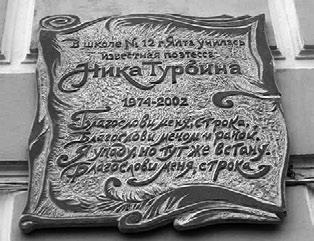 В школе № 12 г. Ялта училась
известная поэтесса
Ника Турбина
1974-2002
Благослови меня, строка,
Благослови мечом и раной,
Я упаду, но тут же встану.
Благослови меня, строка.